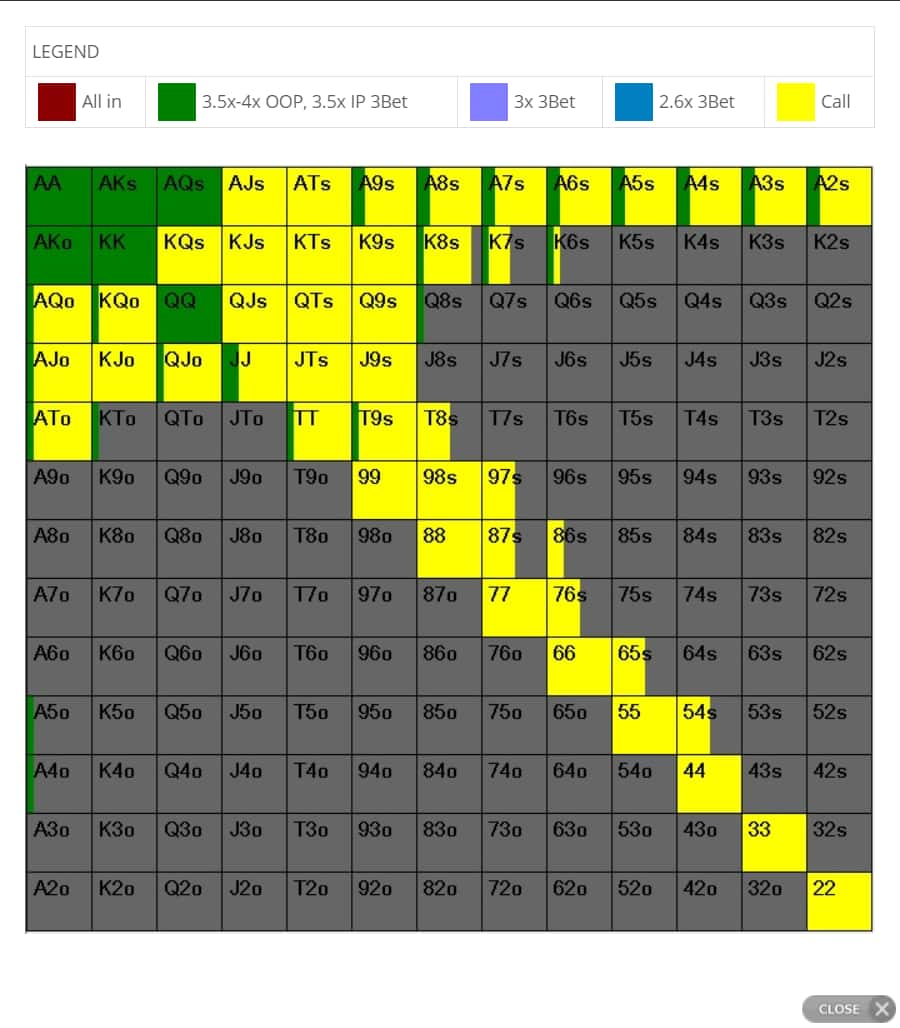 LEGEND
All in 3.5x-4x OOP, 3.5x IP 3Bet 3x 3Bet 2.6x 3Bet Call
AA AKs AQs AJs ATs A9s A8s A7s A6s A5s A4s A3s A2s
AKo KK KQs KJs KTs K9s K8s K7s K6s K5s K4s K3s K2s
AQo KQo QQ QJs QTs Q9s Q8s Q7s Q6s Q5s Q4s Q3s Q2s
AJo KJo QJo JJ JTs J9s J8s J7s J6s J5s J4s J3s J2s
ATo KTo QTo JTo TT T9s T8s T7s T6s T5s T4s T3s T2s
A9o K9o Q9o J9o T9o 99 98s 97s 96s 95s 94s 93s 92s
A8o K8o Q8o J8o T8o 98o 88 87s 86s 85s 84s 83s 82s
A7o K7o Q7o J7o T7o 97o 87o 77 76s 75s 74s 73s 72s
A6o K6o Q6o J6o T6o 96o 86o 76o 66 65s 64s 63s 62s
A5o K5o Q5o J5o T5o 95o 85o 75o 65o 55 54s 53s 52s
A4o K4o Q4o J4o T4o 94o 84o 74o 64o 54o 44 43s 42s
A3o K3o Q3o J3o T3o 93o 83o 73o 63o 53o 43o 33 32s
A2o K2o Q2o J2o T2o 92o 82o 72o 62o 52o 42o 32o 22
CLOSE